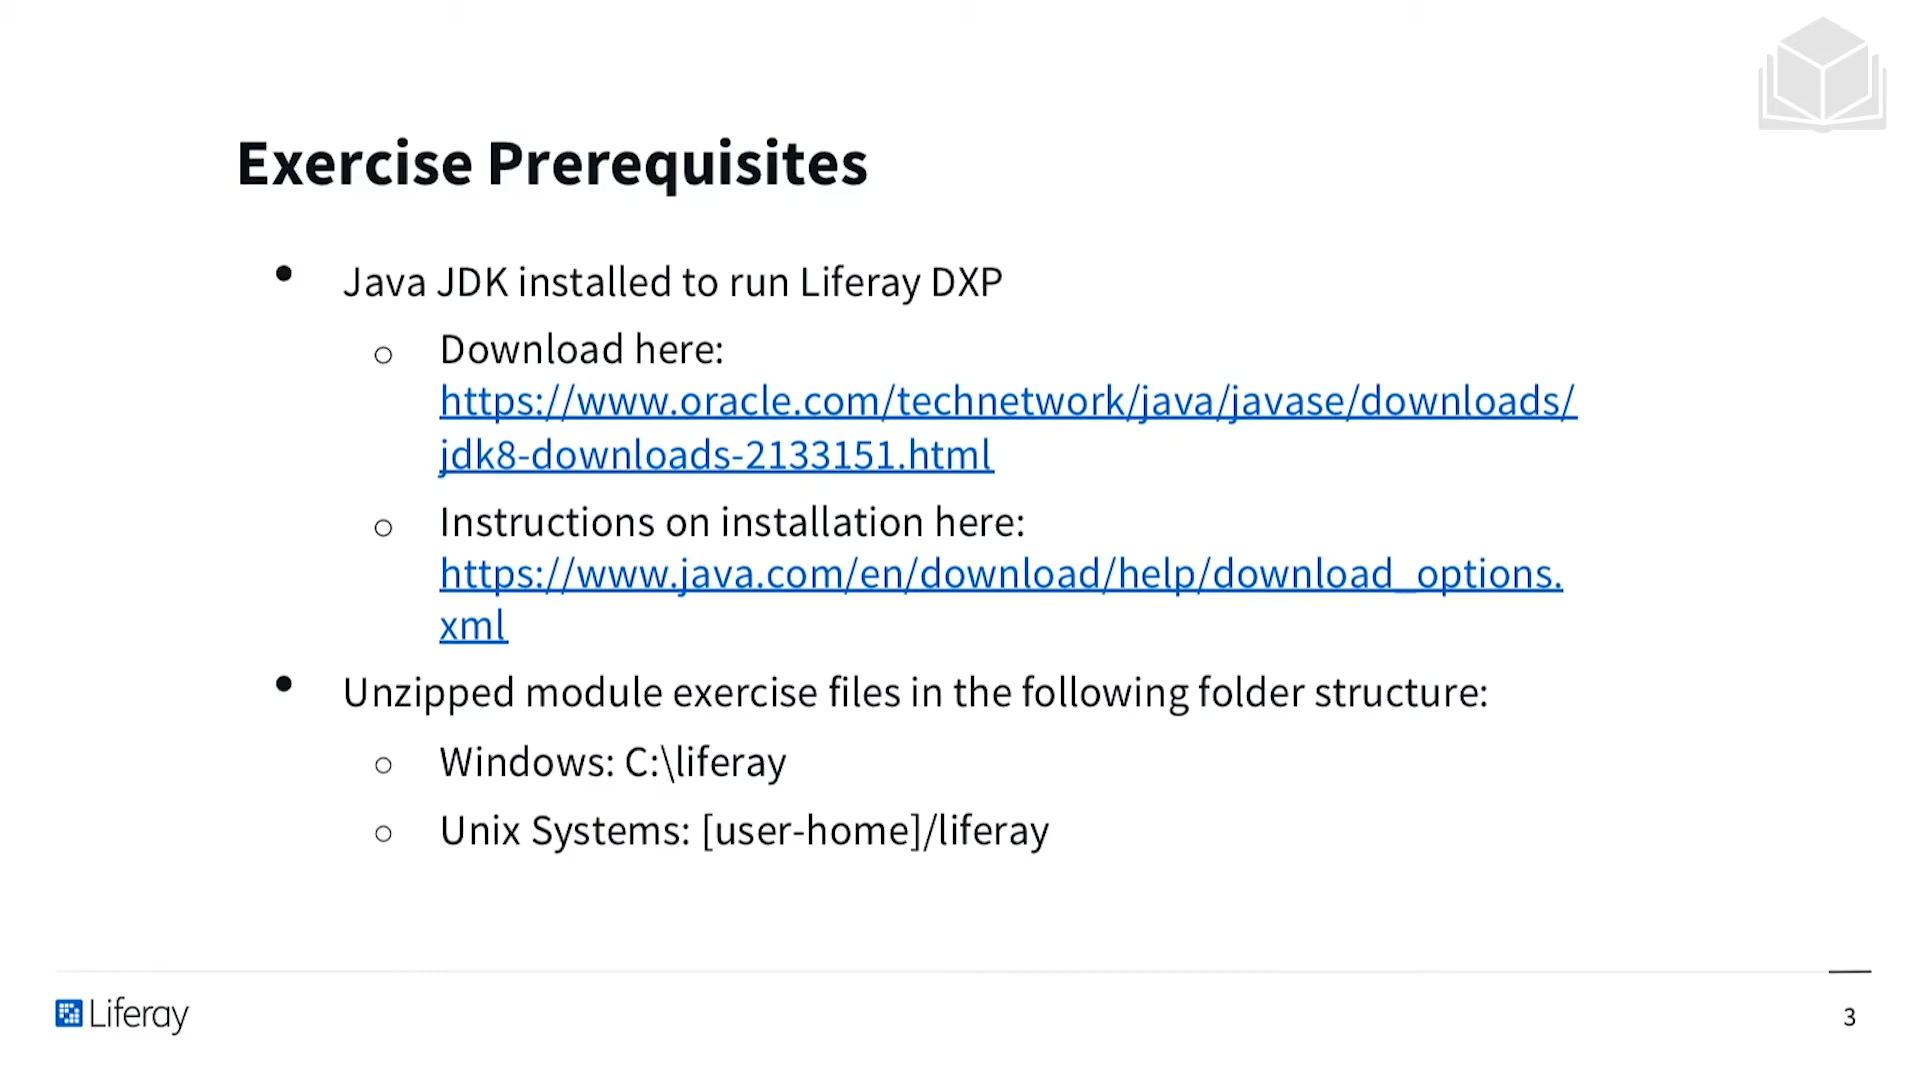 Exercise Prerequisites
● Java JDK installed to run Liferay DXP
○ Download here:
https://www.oracle.com/technetwork/java/javase/downloads/
jdk8-downloads-2133151.html
○ Instructions on installation here:
https://www.java.com/en/download/help/download_options.
xml
● Unzipped module exercise files in the following folder structure:
○ Windows: C:\liferay
○ Unix Systems: [user-home]/liferay
Liferay
3